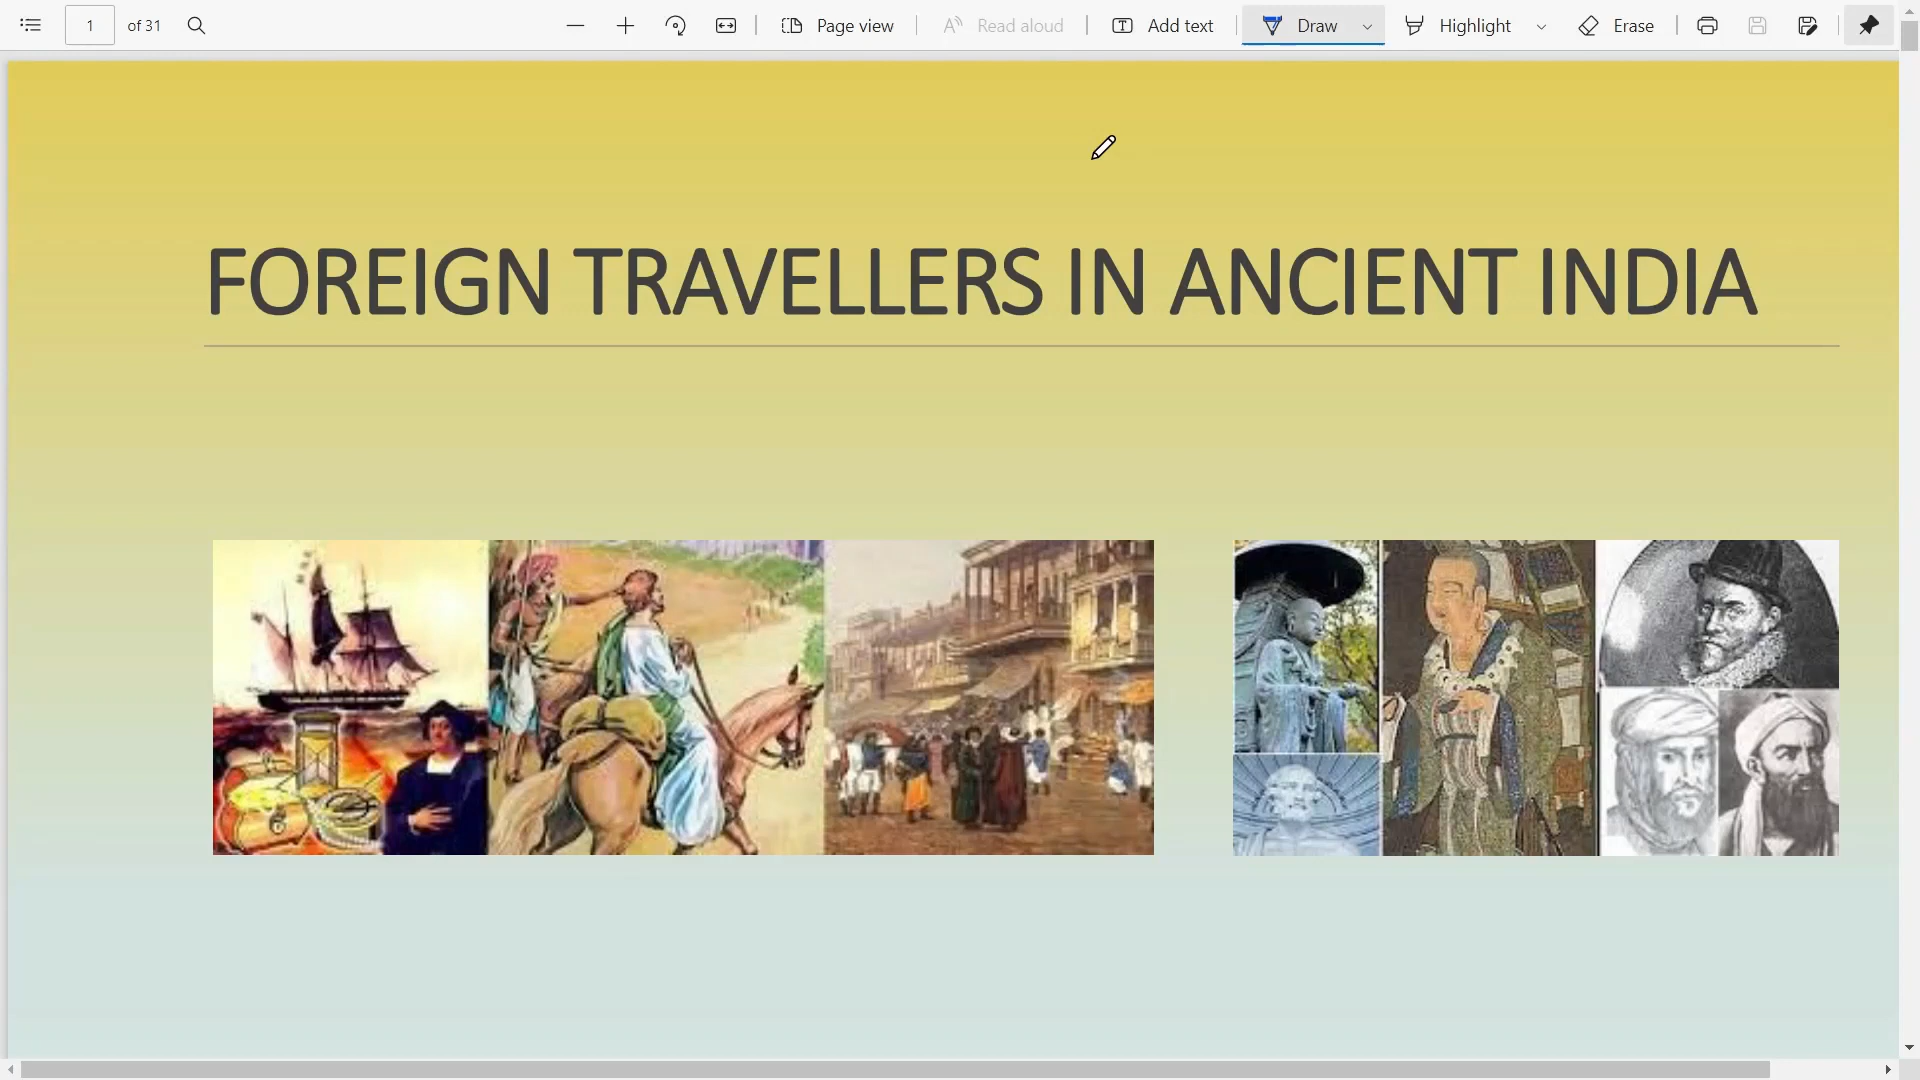 1 of 31 Page view Read aloud Add text Draw Highlight Erase
FOREIGN TRAVELLERS IN ANCIENT INDIA